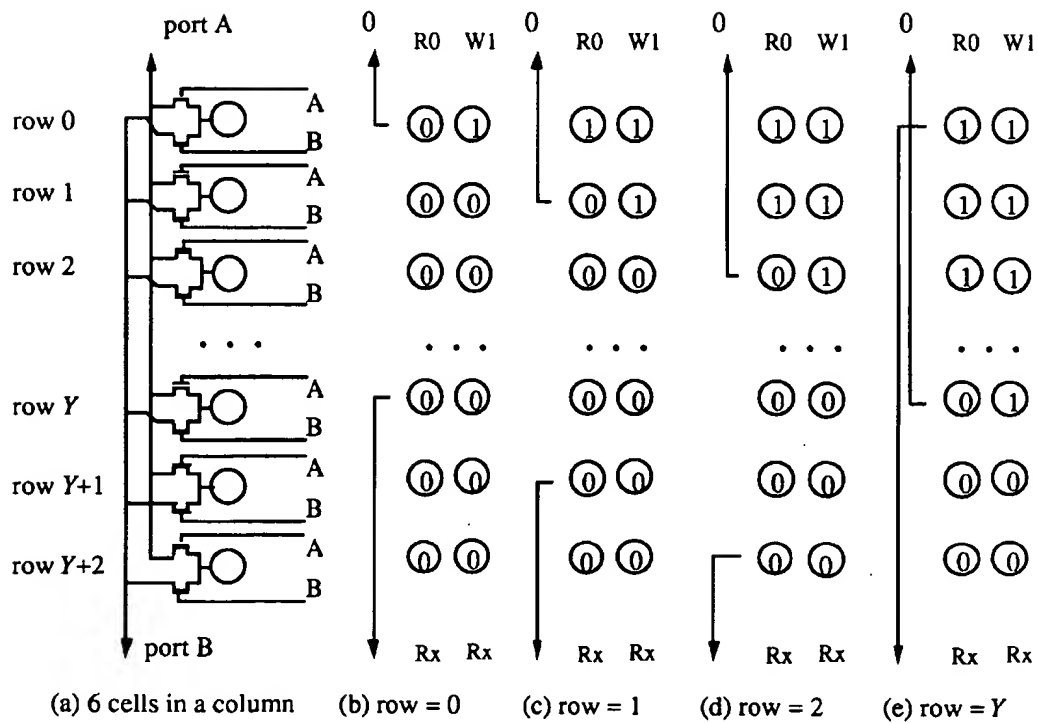 port A 0 0 0 0
R0 W1 R0 W1 R0 W1 R0 W1
A
row 0 0 1 1 1 1 1 1 1
B
A
row 1 0 0 0 1 1 1 1 1
B
row 2 A 0 0 0 0 0 1 1 1
B
. . . . . . . . . . . . . . .
row Y A 0 0 0 0 0 0 0 1
B
A
row Y+1 0 0 0 0 0 0 0 0
B
A
row Y+2 0 0 0 0 0 0 0 0
B
port B Rx Rx Rx Rx Rx Rx Rx Rx
(a) 6 cells in a column (b) row = 0 (c) row = 1 (d) row = 2 (e) row = Y